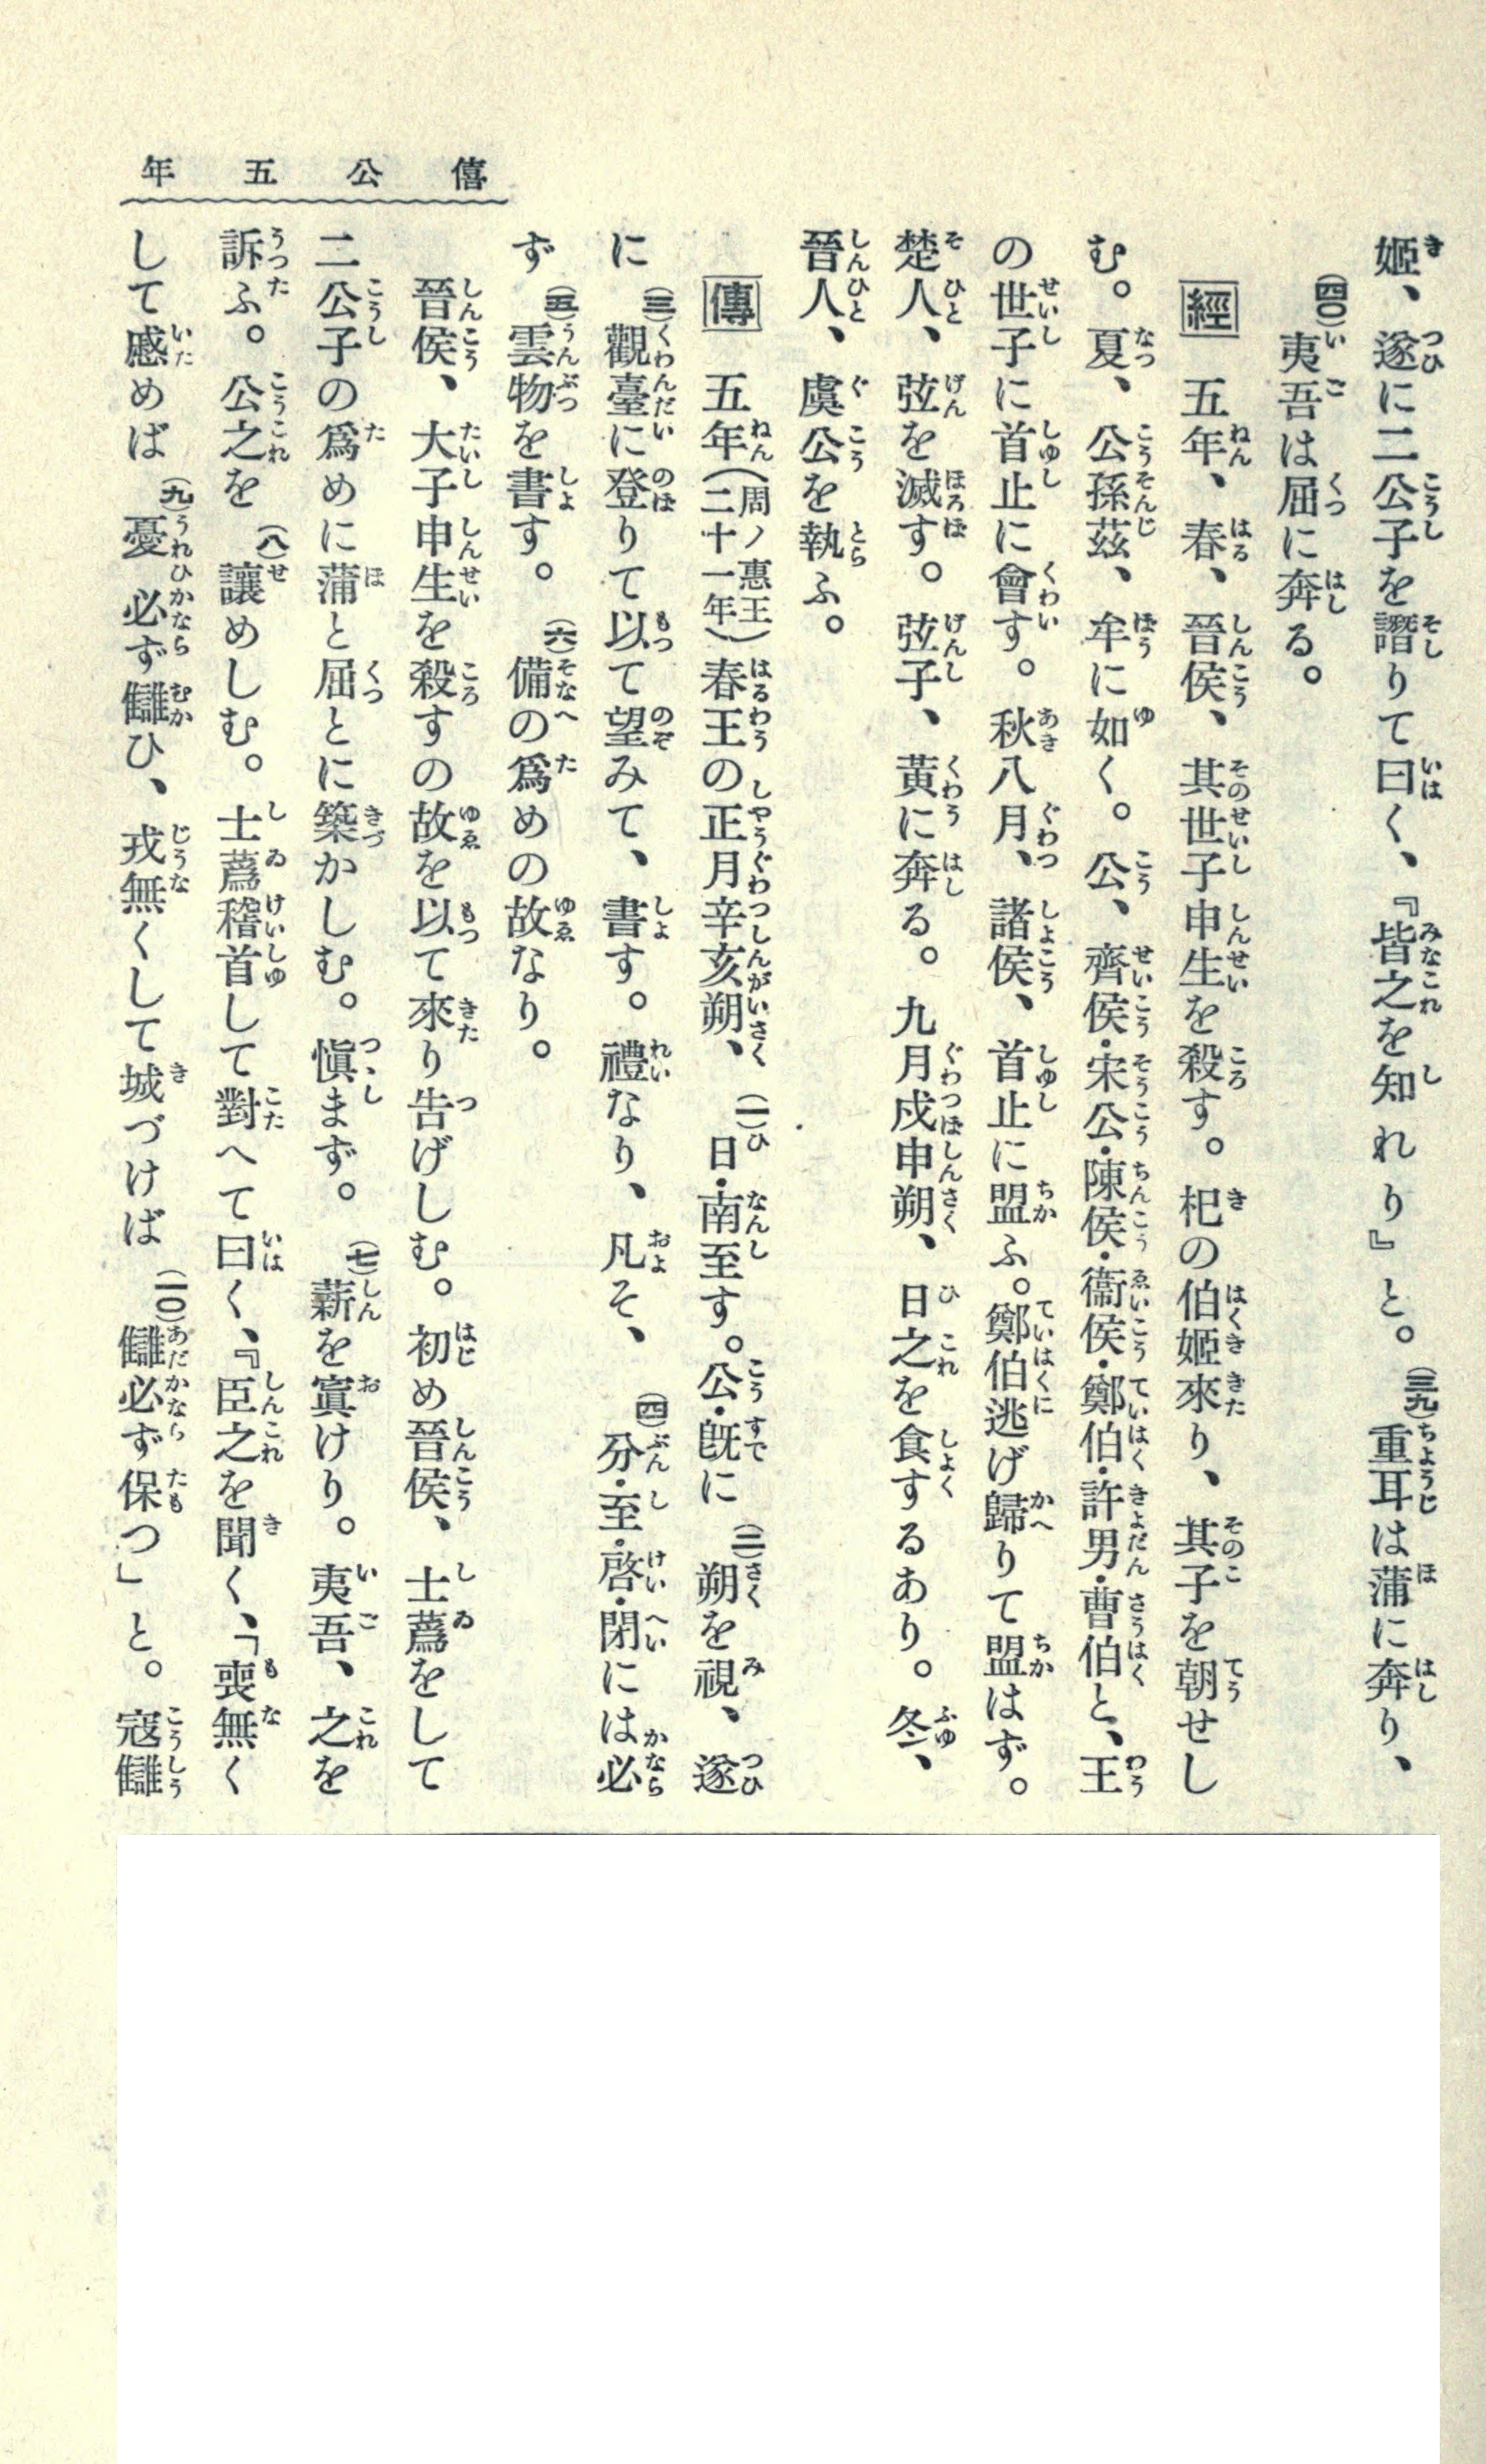 僖公五年
姬、遂に二公子を譖りて曰く、『皆之を知れり』と。(三九)重耳は蒲に奔り、
(四〇)夷吾は屈に奔る。
經　五年、春、晉侯、其世子申生を殺す。杞の伯姬來り、其子を朝せし
む。夏、公孫茲、牟に如く。公、齊侯・宋公・陳侯・衞侯・鄭伯・許男・曹伯と、王
の世子に首止に會す。秋八月、諸侯、首止に盟ふ。鄭伯逃げ歸りて盟はず。
楚人、弦を滅す。弦子、黃に奔る。九月戍申朔、日之を食するあり。冬、
晉人、虞公を執ふ。
傳　五年(周ノ惠王二十一年)春王の正月辛亥朔、(一)日・南至す。公・既に(二)朔を視、遂
に(三)觀臺に登りて以て望みて、書す。禮なり、凡そ、(四)分・至・啓・閉には必
ず(五)雲物を書す。(六)備の爲めの故なり。
晉侯、大子申生を殺すの故を以て來り告げしむ。初め晉侯、士蔿をして
二公子の爲めに蒲と屈とに築かしむ。愼まず。(七)薪を寘けり。夷吾、之を
訴ふ。公之を(八)讓めしむ。士蔿稽首して對へて曰く、『臣之を聞く、「喪無く
して慼めば(九)憂必ず讎ひ、戎無くして城づけば(一〇)讎必ず保つ」と。寇讎